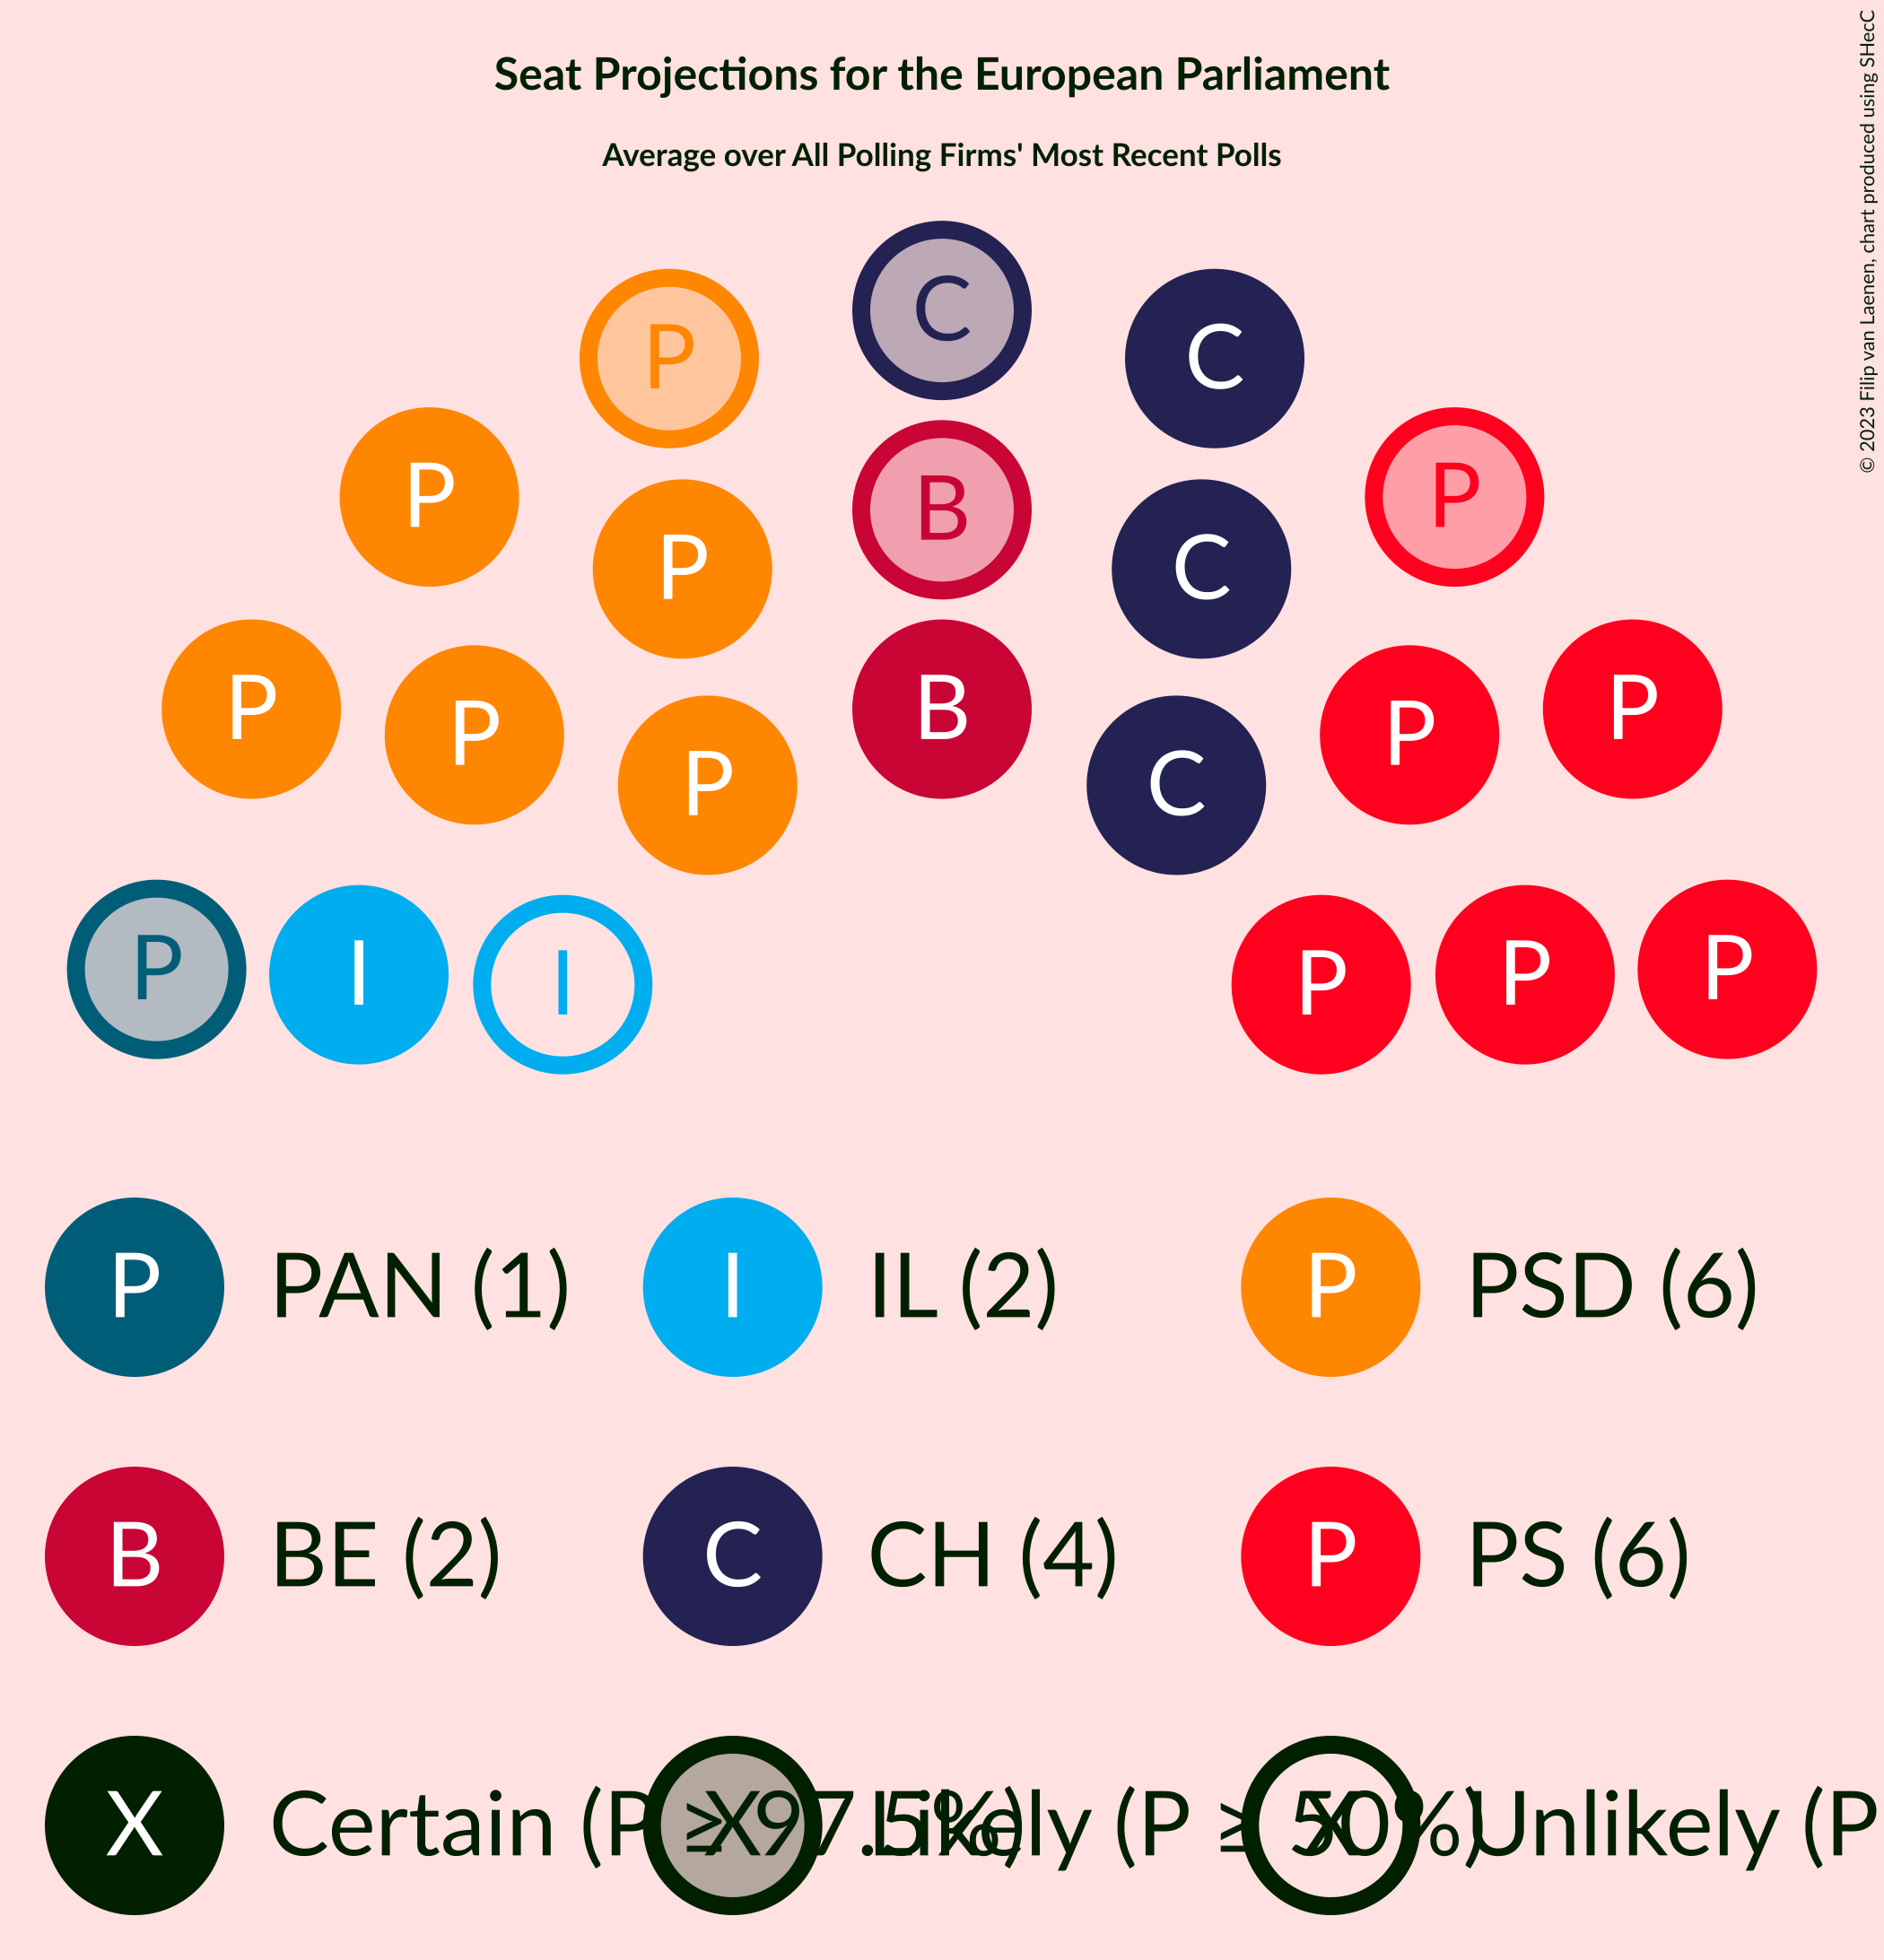 Seat Projections for the European Parliament
Average over All Polling Firms' Most Recent Polls
© 2023 Filip van Laenen, chart produced using SHecC
C
P
C
P
P
B
P
C
P
P
B
P
P
P
P
C
P
I
I
P
P
P
P PAN (1)
I IL (2)
P PSD (6)
B BE (2)
C CH (4)
P PS (6)
X Certain (P ≥ 97.5%)
X Likely (P ≥ 50%)
X Unlikely (P